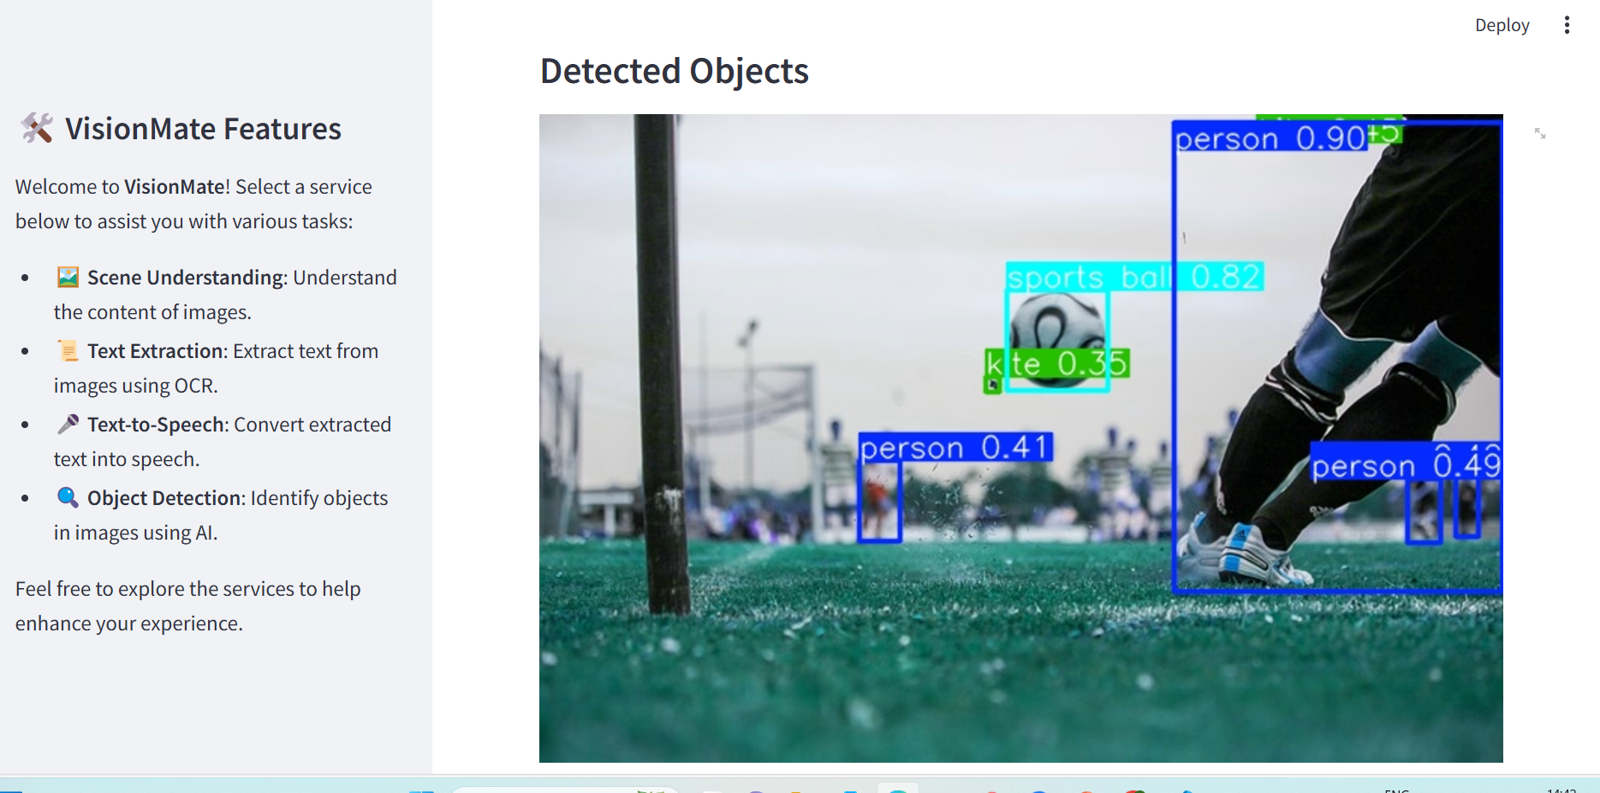 Deploy
Detected Objects
🛠️ VisionMate Features
Welcome to VisionMate! Select a service
below to assist you with various tasks:
• 🖼️ Scene Understanding: Understand
the content of images.
• 📜 Text Extraction: Extract text from
images using OCR.
• 🎤 Text-to-Speech: Convert extracted
text into speech.
• 🔍 Object Detection: Identify objects
in images using AI.
Feel free to explore the services to help
enhance your experience.
person 0.90
sports ball 0.82
kite 0.35
person 0.41
person 0.49